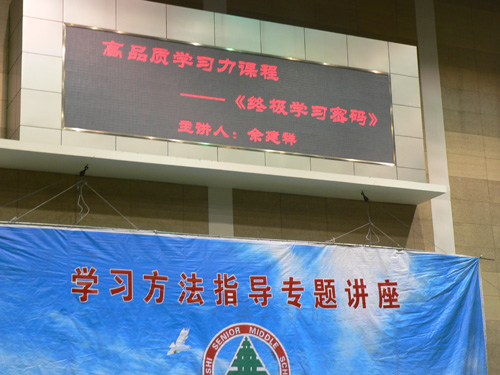 高品质学习力课程
——《终极学习密码》
主讲人：余建祥
学习方法指导专题讲座
SHI SENIOR MIDDLE SCH